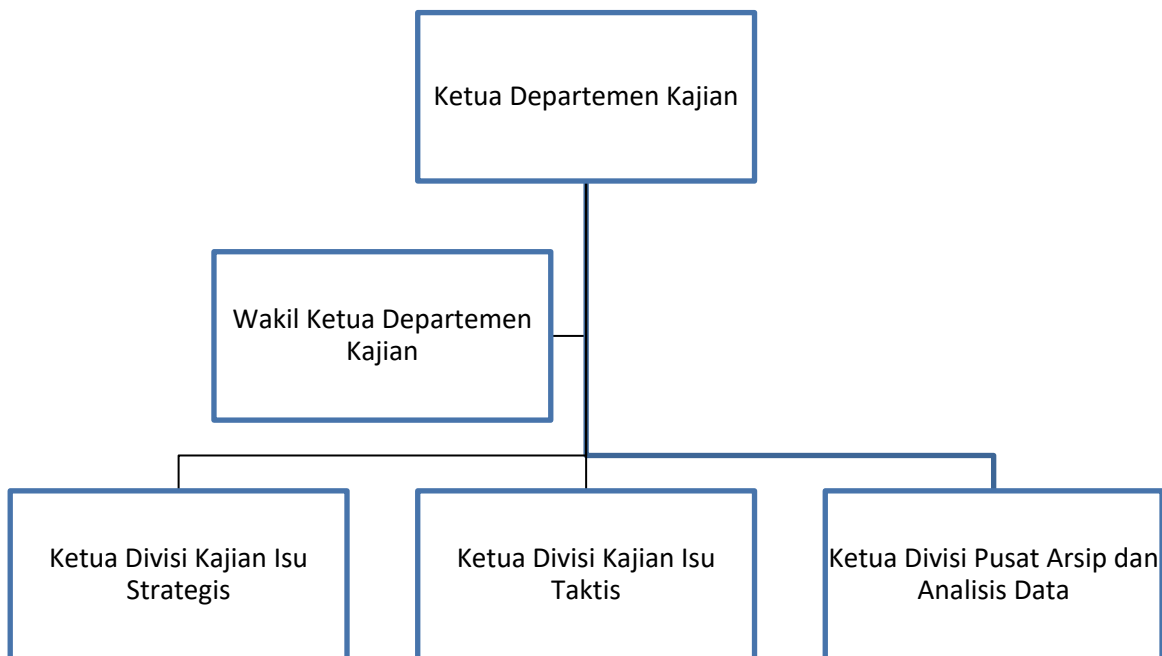 Ketua Departemen Kajian
Wakil Ketua Departemen
Kajian
Ketua Divisi Kajian Isu
Strategis
Ketua Divisi Kajian Isu
Taktis
Ketua Divisi Pusat Arsip dan
Analisis Data